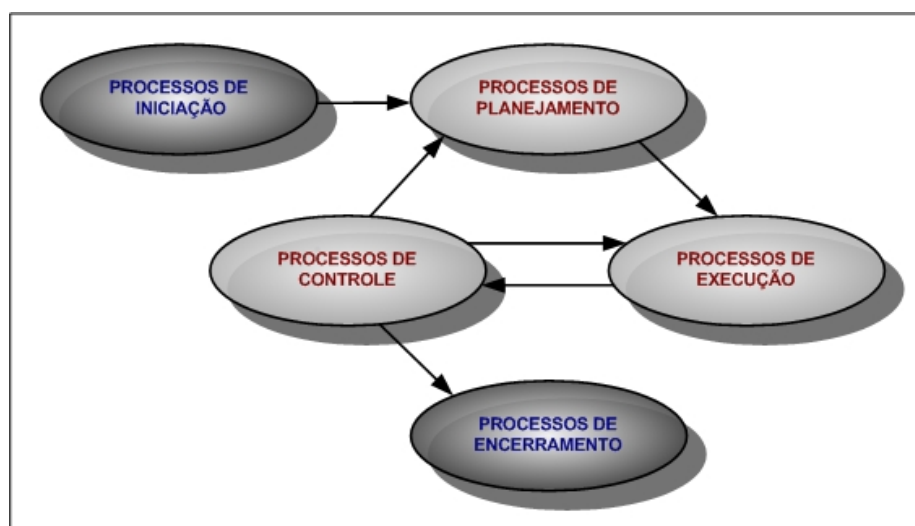 PROCESSOS DE
INICIAÇÃO
PROCESSOS DE
PLANEJAMENTO
PROCESSOS DE
CONTROLE
PROCESSOS DE
EXECUÇÃO
PROCESSOS DE
ENCERRAMENTO